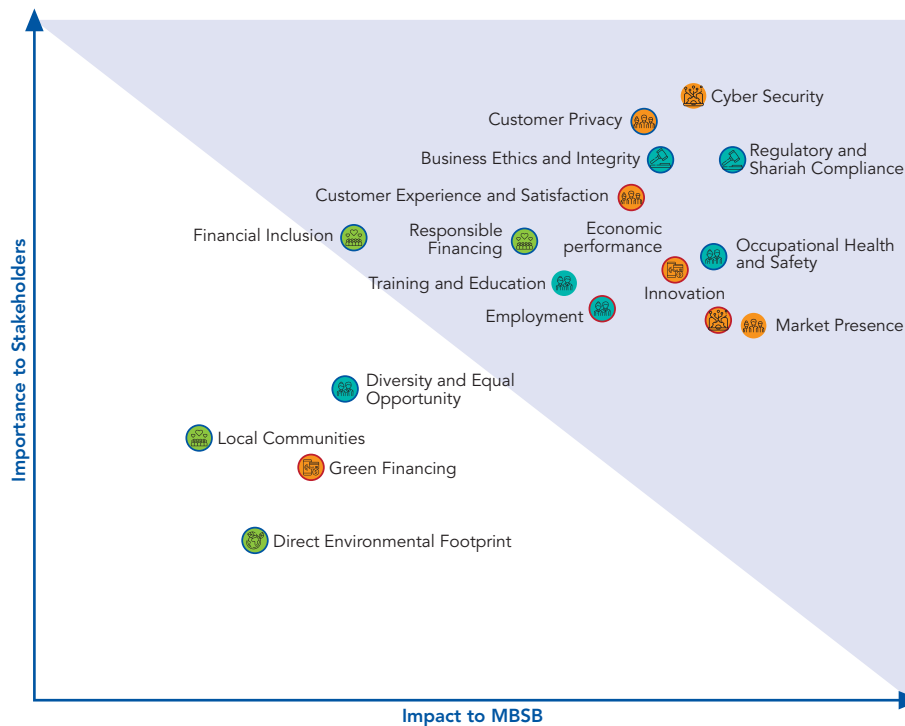 Importance to Stakeholders
Cyber Security
Customer Privacy
Business Ethics and Integrity
Regulatory and
Shariah Compliance
Customer Experience and Satisfaction
Financial Inclusion
Responsible
Financing
Economic
performance
Occupational Health
and Safety
Training and Education
Innovation
Employment
Market Presence
Diversity and Equal
Opportunity
Local Communities
Green Financing
Direct Environmental Footprint
Impact to MBSB